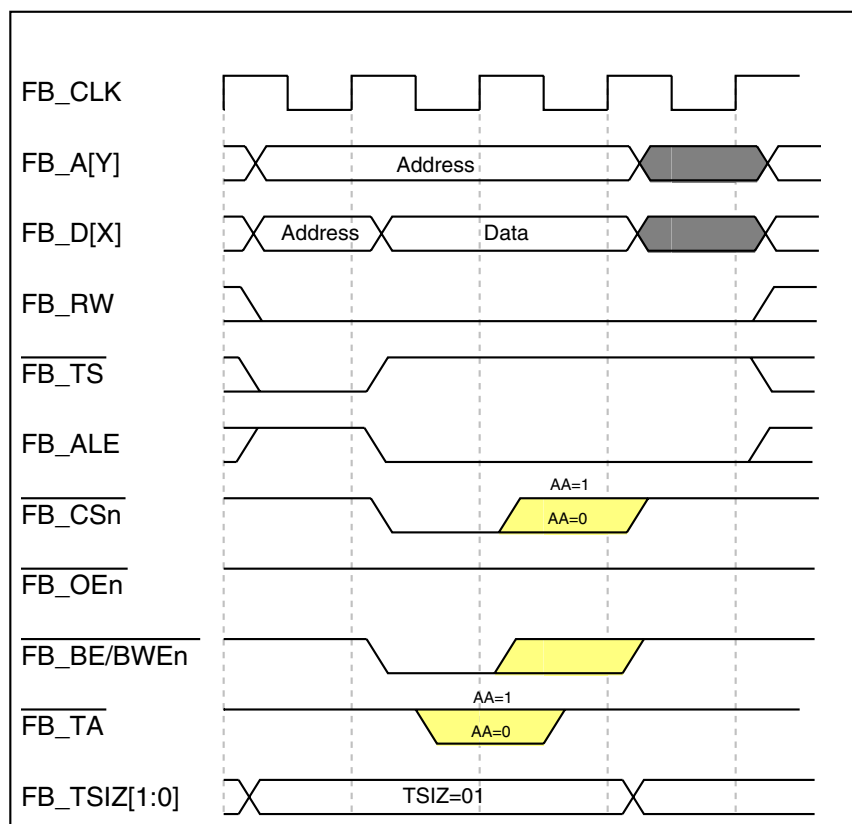 FB_CLK
FB_A[Y]
Address
FB_D[X]
Address
Data
FB_RW
FB_TS
FB_ALE
AA=1
FB_CSn
AA=0
FB_OEn
FB_BE/BWEn
AA=1
FB_TA
AA=0
FB_TSIZ[1:0]
TSIZ=01